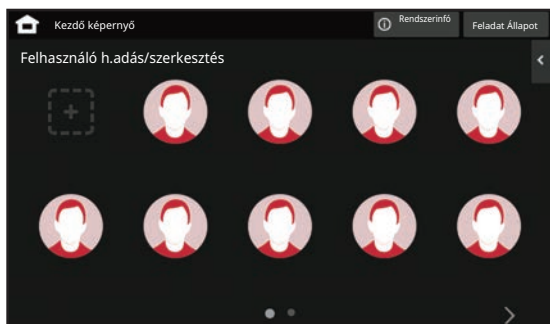 Kezdő képernyő
Rendszerinfó
Feladat Állapot
Felhasználó h.adás/szerkesztés